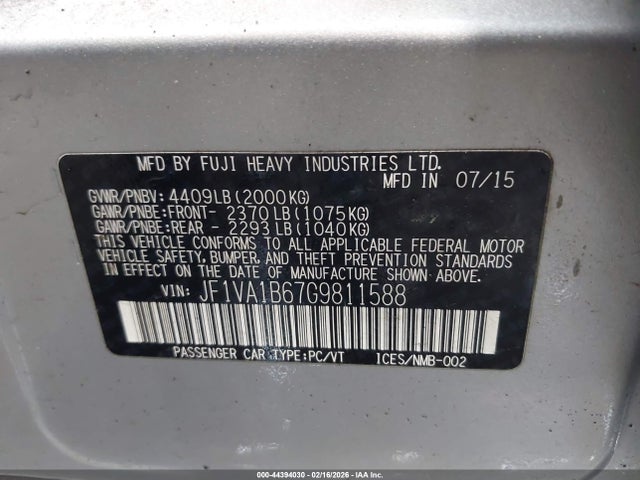 MFD BY FUJI HEAVY INDUSTRIES LTD.
MFD IN 07/15
GVWR/PNBV: 4409LB(2000KG)
GAWR/PNBE:FRONT- 2370LB(1075KG)
GAWR/PNBE:REAR - 2293LB(1040KG)
THIS VEHICLE CONFORMS TO ALL APPLICABLE FEDERAL MOTOR
VEHICLE SAFETY, BUMPER, AND THEFT PREVENTION STANDARDS
IN EFFECT ON THE DATE OF MANUFACTURE SHOWN ABOVE.
VIN: JF1VA1B67G9811588
PASSENGER CAR TYPE:PC/VT ICES/NMB-002
000-44394030 - 02/16/2026 - IAA Inc.